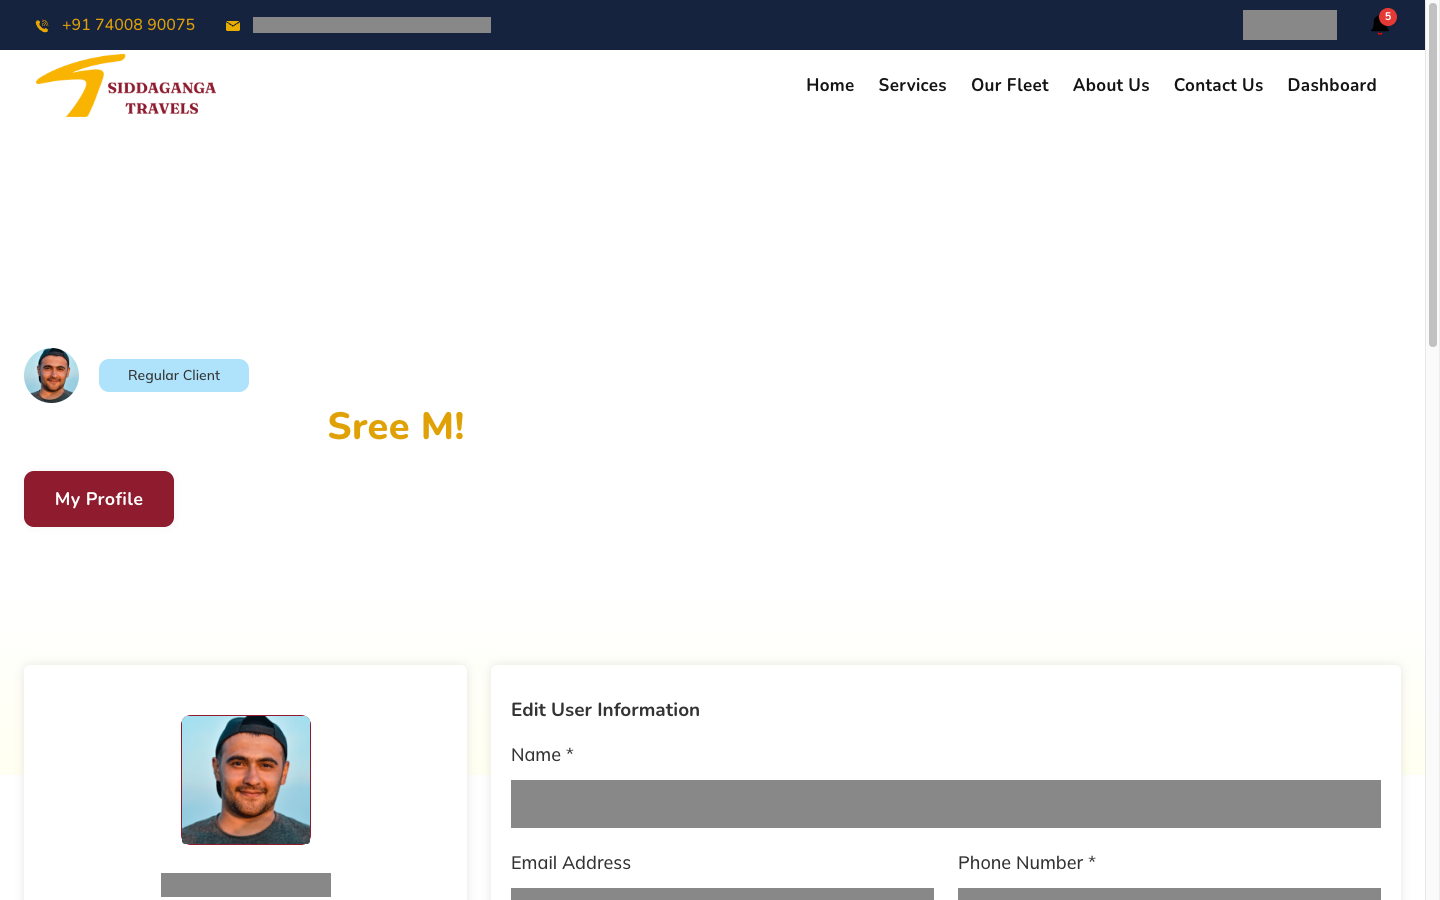 +91 74008 90075
5
SIDDAGANGA
TRAVELS
Home Services Our Fleet About Us Contact Us Dashboard
Regular Client
Sree M!
My Profile
Edit User Information
Name *
Email Address Phone Number *